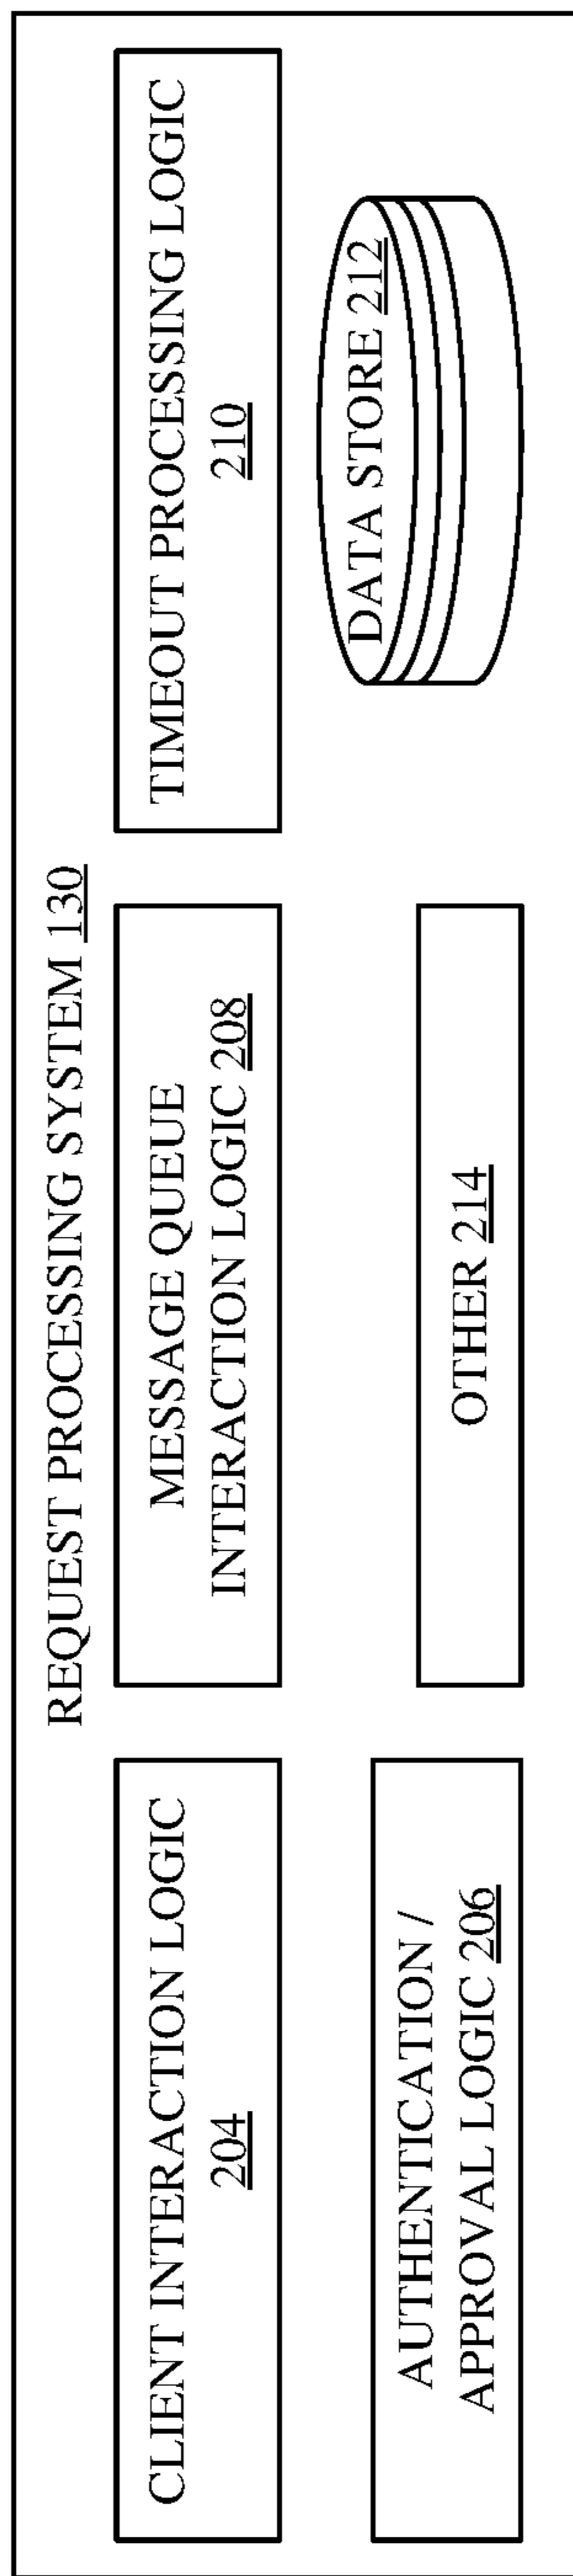 REQUEST PROCESSING SYSTEM 130
CLIENT INTERACTION LOGIC
204
MESSAGE QUEUE
INTERACTION LOGIC 208
TIMEOUT PROCESSING LOGIC
210
AUTHENTICATION /
APPROVAL LOGIC 206
OTHER 214
DATA STORE 212